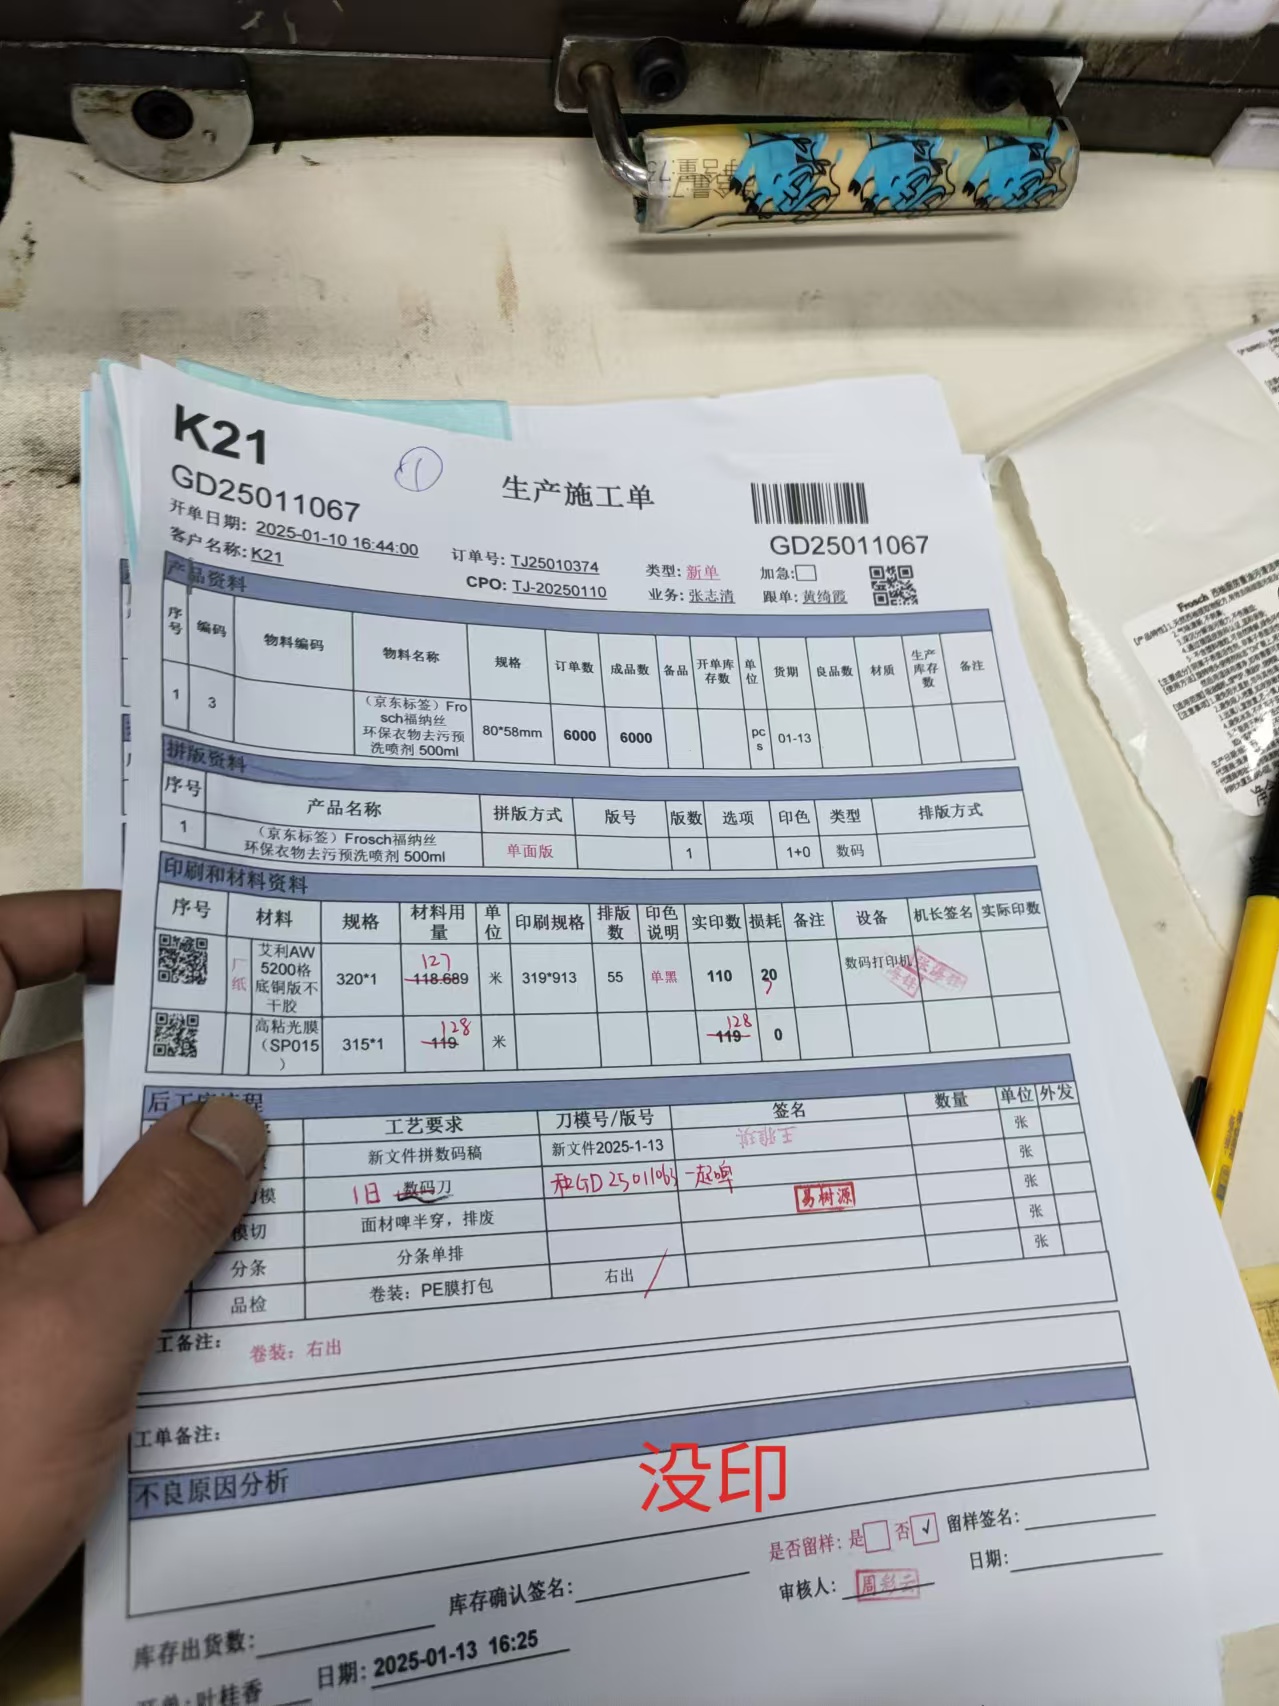 K21
GD25011067
①
生产施工单
GD25011067
开单日期: 2025-01-10 16:44:00
客户名称: K21
订单号: TJ25010374
类型: 新单
加急:
CPO: TJ-20250110
业务: 张志清
跟单: 黄绮霞
产品资料
序号 编码 物料编码 物料名称 规格 订单数 成品数 备品 开单库存数 单位 货期 良品数 材质 生产库存数 备注
1 3 （京东标签）Frosch福纳丝环保衣物去污预洗喷剂 500ml 80*58mm 6000 6000 pcs 01-13
拼版资料
序号 产品名称 拼版方式 版号 版数 选项 印色 类型 排版方式
1 （京东标签）Frosch福纳丝环保衣物去污预洗喷剂 500ml 单面版 1 1+0 数码
印刷和材料资料
序号 材料 规格 材料用量 单位 印刷规格 排版数 印色说明 实印数 损耗 备注 设备 机长签名 实际印数
厂纸 艾利AW5200格底铜版不干胶 320*1 127 118.689 米 319*913 55 单黑 110 20 数码打印机
高粘光膜（SP015） 315*1 128 119 米 128 119 0
后工序流程
工艺要求 刀模号/版号 签名 数量 单位 外发
新文件拼数码稿 新文件2025-1-13 张
模 1日 数码刀 一起啤 张
模切 面材啤半穿，排废 易树源 张
分条 分条单排 张
品检 卷装：PE膜打包 右出 张
工备注: 卷装：右出
工单备注:
不良原因分析
没印
是否留样: 是 否 √ 留样签名:
库存确认签名:
审核人: 周彩云
日期:
库存出货数:
日期: 2025-01-13 16:25
开单: 叶桂香
Frosch